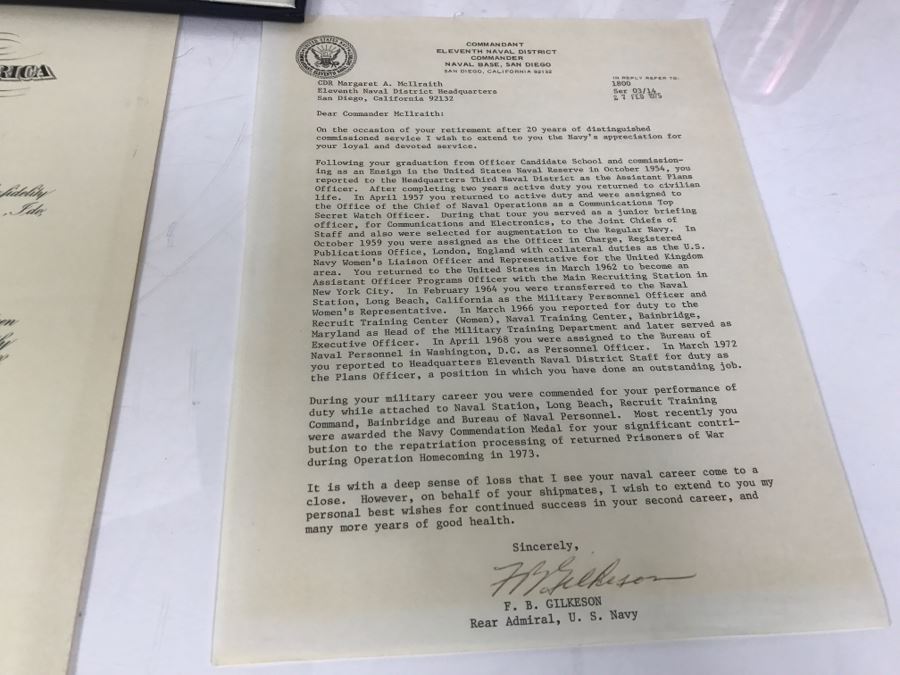 RICA
fidelity
COMMANDANT
ELEVENTH NAVAL DISTRICT
COMMANDER
NAVAL BASE, SAN DIEGO
SAN DIEGO, CALIFORNIA 92132
IN REPLY REFER TO:
1800
Ser 03/14
27 FEB 1975
CDR Margaret A. McIlraith
Eleventh Naval District Headquarters
San Diego, California 92132
Dear Commander McIlraith:
On the occasion of your retirement after 20 years of distinguished
commissioned service I wish to extend to you the Navy's appreciation for
your loyal and devoted service.
Following your graduation from Officer Candidate School and commission-
ing as an Ensign in the United States Naval Reserve in October 1954, you
reported to the Headquarters Third Naval District as the Assistant Plans
Officer. After completing two years active duty you returned to civilian
life. In April 1957 you returned to active duty and were assigned to
the Office of the Chief of Naval Operations as a Communications Top
Secret Watch Officer. During that tour you served as a junior briefing
officer, for Communications and Electronics, to the Joint Chiefs of
Staff and also were selected for augmentation to the Regular Navy. In
October 1959 you were assigned as the Officer in Charge, Registered
Publications Office, London, England with collateral duties as the U.S.
Navy Women's Liaison Officer and Representative for the United Kingdom
area. You returned to the United States in March 1962 to become an
Assistant Officer Programs Officer with the Main Recruiting Station in
New York City. In February 1964 you were transferred to the Naval
Station, Long Beach, California as the Military Personnel Officer and
Women's Representative. In March 1966 you reported for duty to the
Recruit Training Center (Women), Naval Training Center, Bainbridge,
Maryland as Head of the Military Training Department and later served as
Executive Officer. In April 1968 you were assigned to the Bureau of
Naval Personnel in Washington, D.C. as Personnel Officer. In March 1972
you reported to Headquarters Eleventh Naval District Staff for duty as
the Plans Officer, a position in which you have done an outstanding job.
During your military career you were commended for your performance of
duty while attached to Naval Station, Long Beach, Recruit Training
Command, Bainbridge and Bureau of Naval Personnel. Most recently you
were awarded the Navy Commendation Medal for your significant contri-
bution to the repatriation processing of returned Prisoners of War
during Operation Homecoming in 1973.
It is with a deep sense of loss that I see your naval career come to a
close. However, on behalf of your shipmates, I wish to extend to you my
personal best wishes for continued success in your second career, and
many more years of good health.
Sincerely,
F B Gilkeson
F. B. GILKESON
Rear Admiral, U. S. Navy